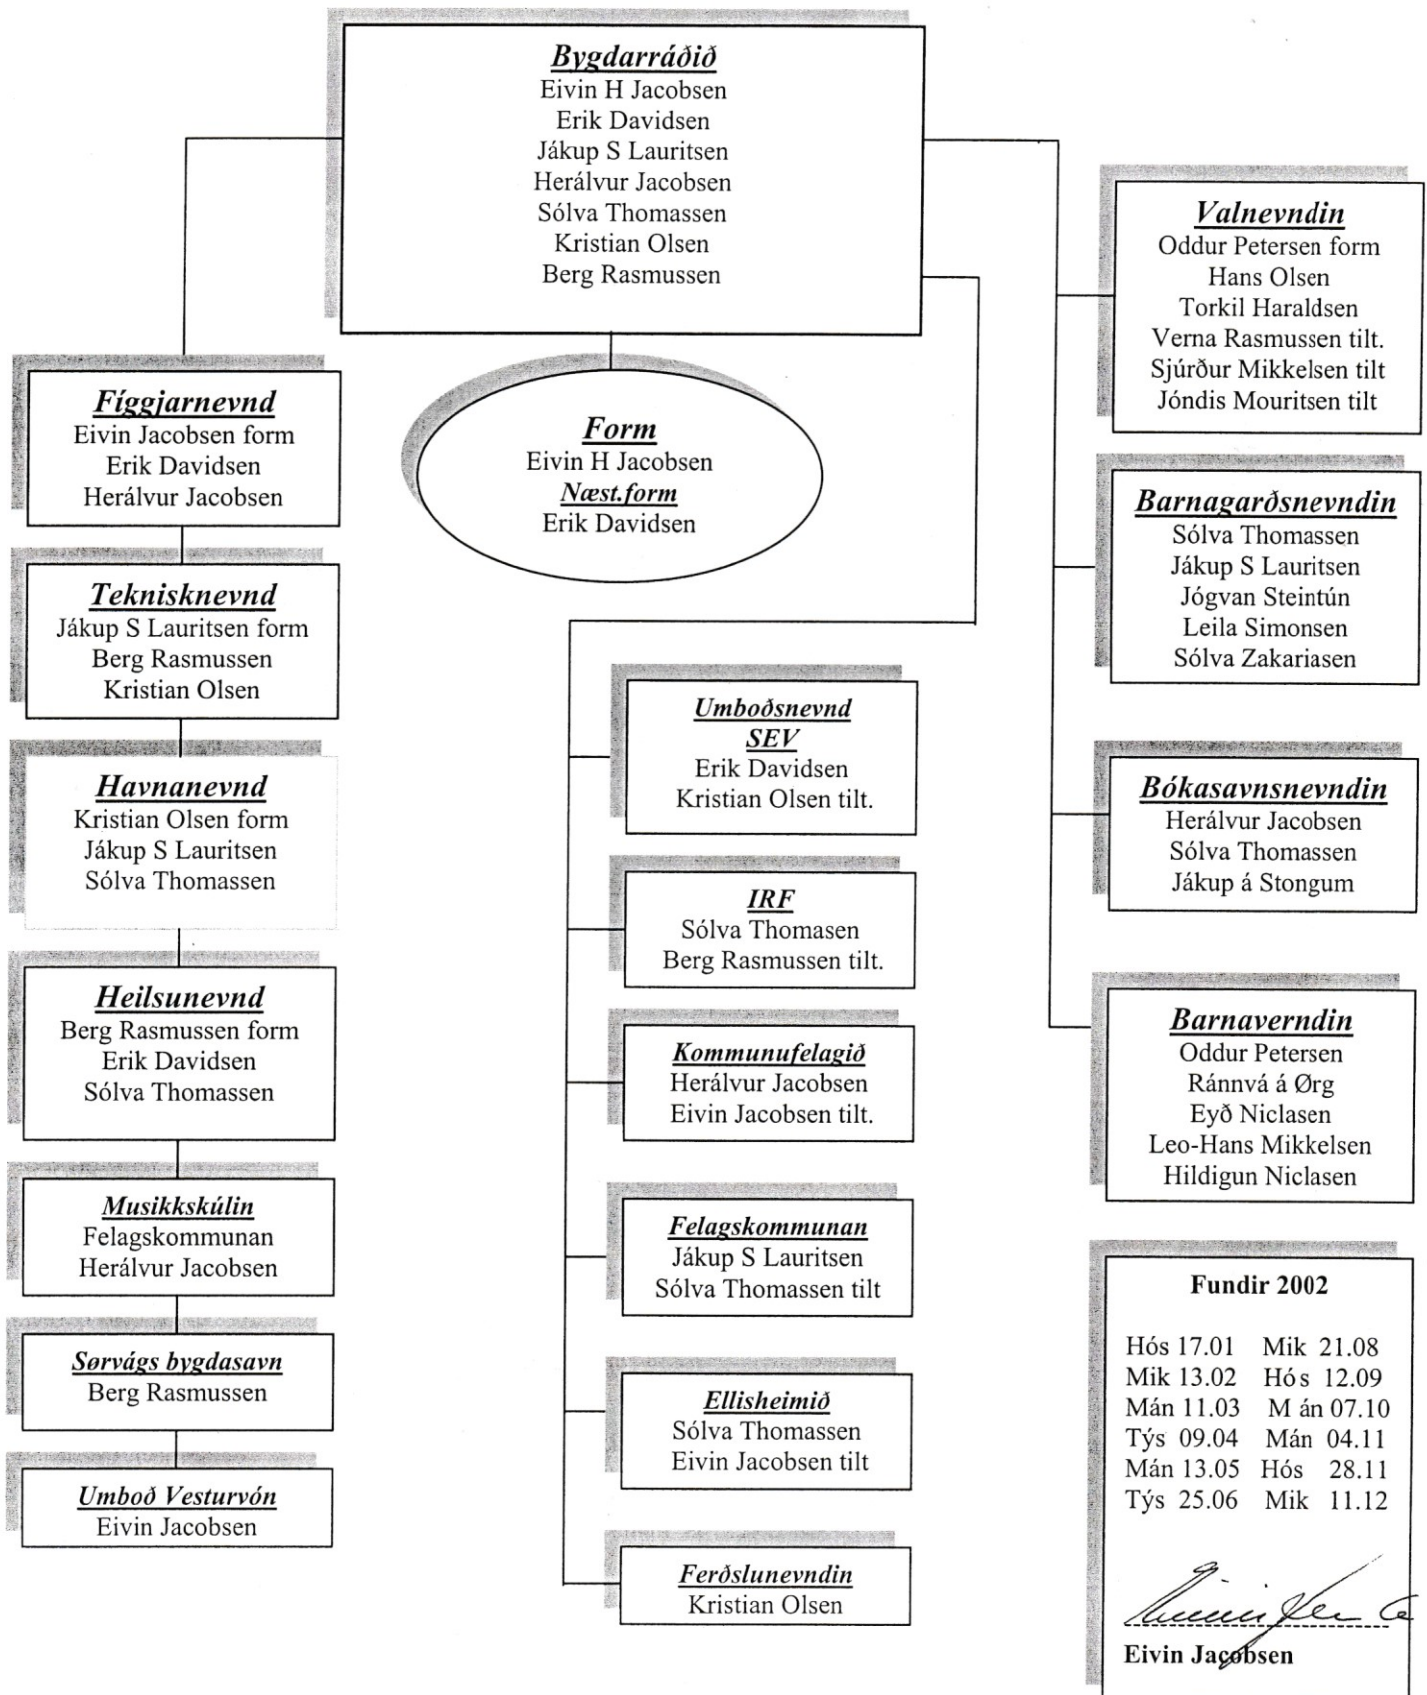 Bygdarráðið
Eivin H Jacobsen
Erik Davidsen
Jákup S Lauritsen
Herálvur Jacobsen
Sólva Thomassen
Kristian Olsen
Berg Rasmussen
Form
Eivin H Jacobsen
Næst.form
Erik Davidsen
Fíggjarnevnd
Eivin Jacobsen form
Erik Davidsen
Herálvur Jacobsen
Teknisknevnd
Jákup S Lauritsen form
Berg Rasmussen
Kristian Olsen
Havnanevnd
Kristian Olsen form
Jákup S Lauritsen
Sólva Thomassen
Heilsunevnd
Berg Rasmussen form
Erik Davidsen
Sólva Thomassen
Musikkskúlin
Felagskommunan
Herálvur Jacobsen
Sørvágs bygdasavn
Berg Rasmussen
Umboð Vesturvón
Eivin Jacobsen
Umboðsnevnd
SEV
Erik Davidsen
Kristian Olsen tilt.
IRF
Sólva Thomasen
Berg Rasmussen tilt.
Kommunufelagið
Herálvur Jacobsen
Eivin Jacobsen tilt.
Felagskommunan
Jákup S Lauritsen
Sólva Thomassen tilt
Ellisheimið
Sólva Thomassen
Eivin Jacobsen tilt
Ferðslunevndin
Kristian Olsen
Valnevndin
Oddur Petersen form
Hans Olsen
Torkil Haraldsen
Verna Rasmussen tilt.
Sjúrður Mikkelsen tilt
Jóndis Mouritsen tilt
Barnagarðsnevndin
Sólva Thomassen
Jákup S Lauritsen
Jógvan Steintún
Leila Simonsen
Sólva Zakariasen
Bókasavnsnevndin
Herálvur Jacobsen
Sólva Thomassen
Jákup á Stongum
Barnaverndin
Oddur Petersen
Ránnvá á Ørg
Eyð Niclasen
Leo-Hans Mikkelsen
Hildigun Niclasen
Fundir 2002
Hós 17.01 Mik 21.08
Mik 13.02 Hós 12.09
Mán 11.03 M án 07.10
Týs 09.04 Mán 04.11
Mán 13.05 Hós 28.11
Týs 25.06 Mik 11.12
Eivin Jacobsen